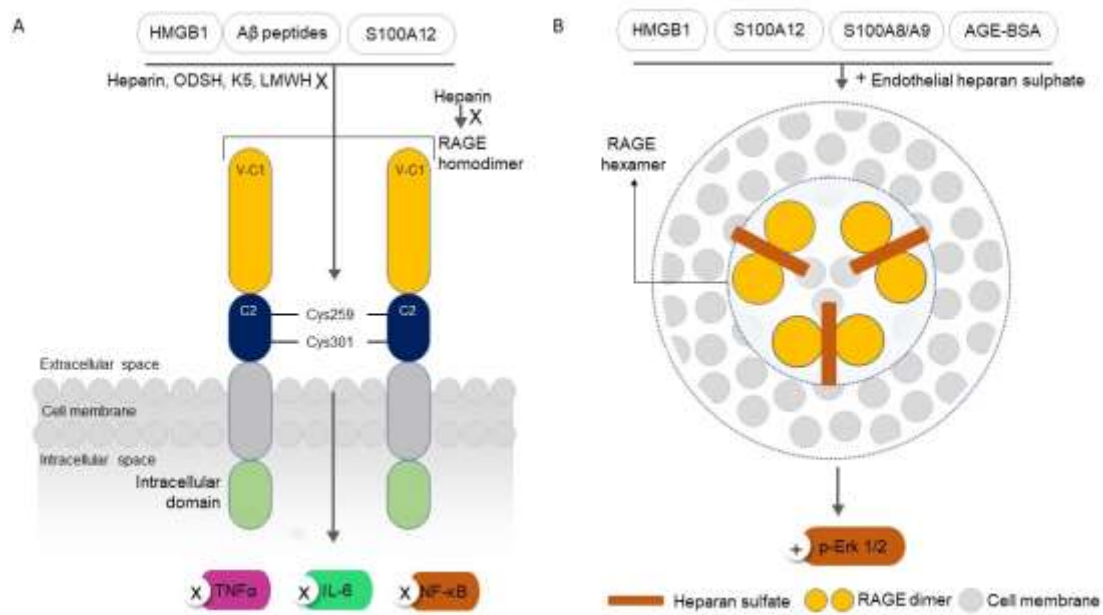 A
HMGB1
Aβ peptides
S100A12
Heparin, ODSH, K5, LMWH X
Heparin
X
RAGE
homodimer
V-C1
V-C1
C2
C2
Cys259
Cys301
Extracellular space
Cell membrane
Intracellular space
Intracellular
domain
X TNFα
X IL-6
X NF-κB
B
HMGB1
S100A12
S100A8/A9
AGE-BSA
+ Endothelial heparan sulphate
RAGE
hexamer
+ p-Erk 1/2
Heparan sulfate
RAGE dimer
Cell membrane